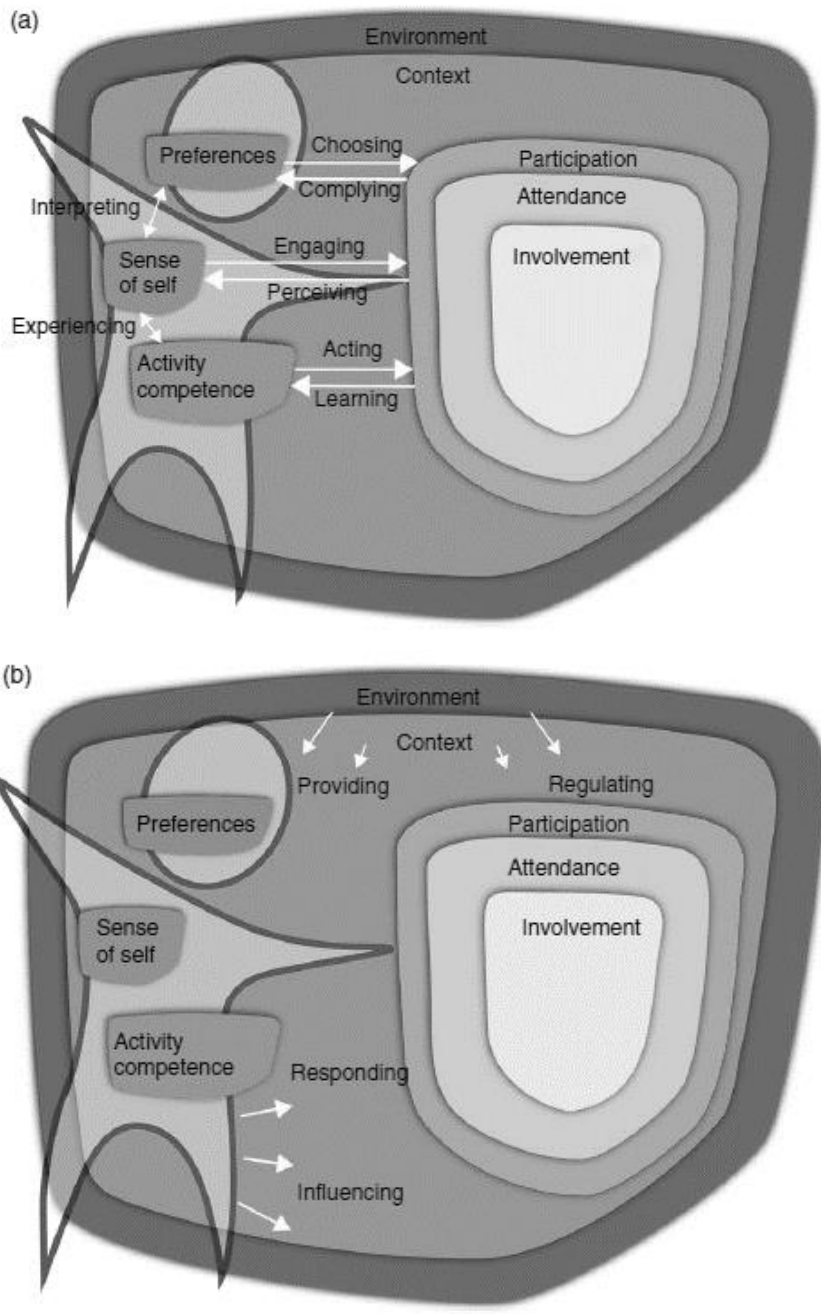 (a)
Environment
Context
Preferences
Choosing
Complying
Participation
Attendance
Involvement
Interpreting
Sense
of self
Engaging
Perceiving
Experiencing
Activity
competence
Acting
Learning
(b)
Environment
Context
Providing
Regulating
Preferences
Participation
Attendance
Involvement
Sense
of self
Activity
competence
Responding
Influencing